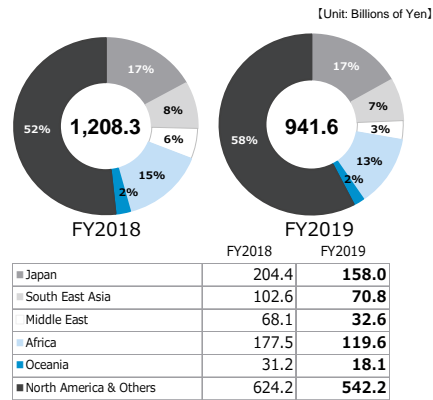 【Unit: Billions of Yen】
17%
8%
6%
15%
2%
52%
1,208.3
FY2018
17%
7%
3%
13%
2%
58%
941.6
FY2019
FY2018 FY2019
Japan 204.4 158.0
South East Asia 102.6 70.8
Middle East 68.1 32.6
Africa 177.5 119.6
Oceania 31.2 18.1
North America & Others 624.2 542.2